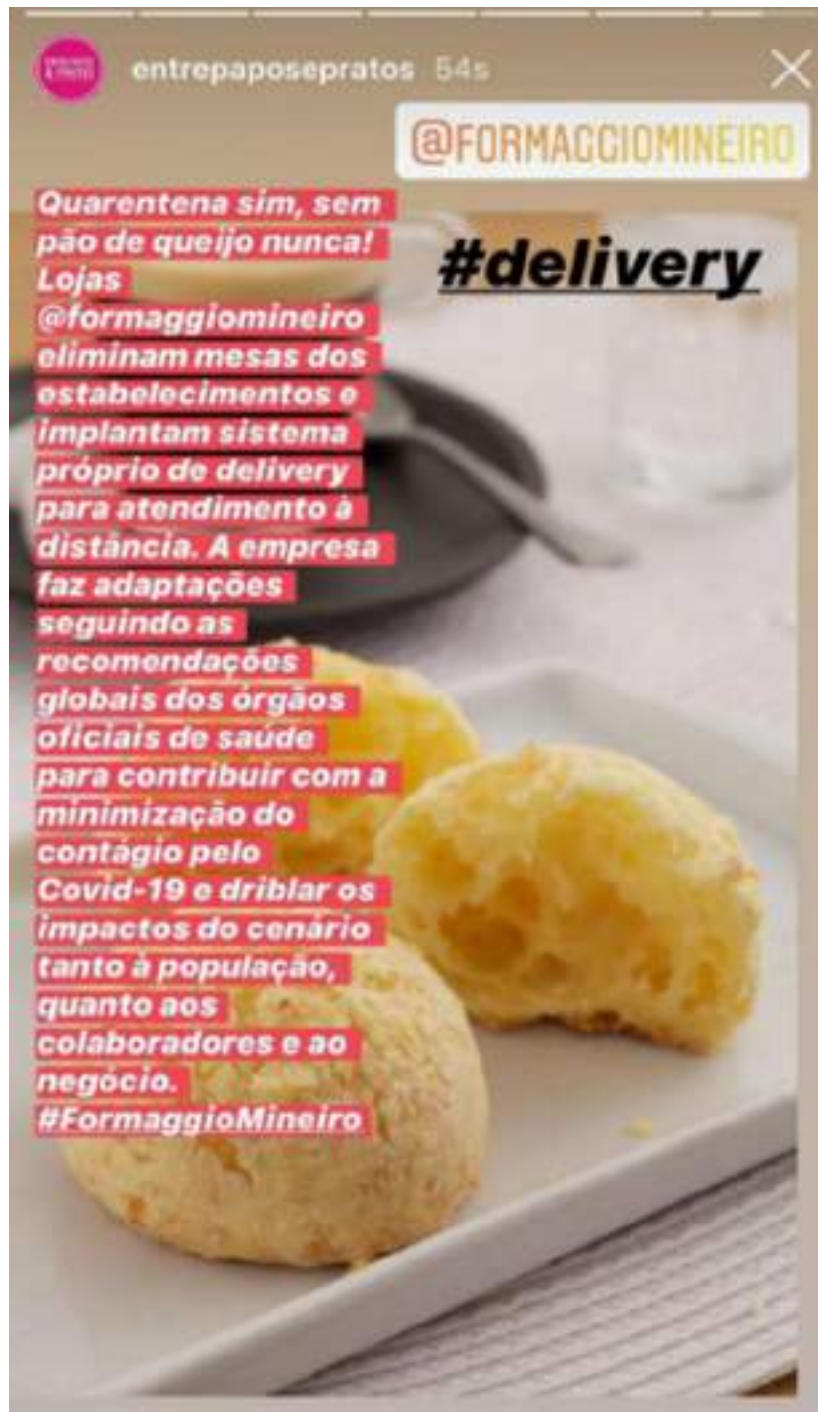 entrepaposepratos 54s
@FORMAGGIOMINEIRO
#delivery
Quarentena sim, sem
pão de queijo nunca!
Lojas
@formaggiomineiro
eliminam mesas dos
estabelecimentos e
implantam sistema
próprio de delivery
para atendimento à
distância. A empresa
faz adaptações
seguindo as
recomendações
globais dos órgãos
oficiais de saúde
para contribuir com a
minimização do
contágio pelo
Covid-19 e driblar os
impactos do cenário
tanto à população,
quanto aos
colaboradores e ao
negócio.
#FormaggioMineiro